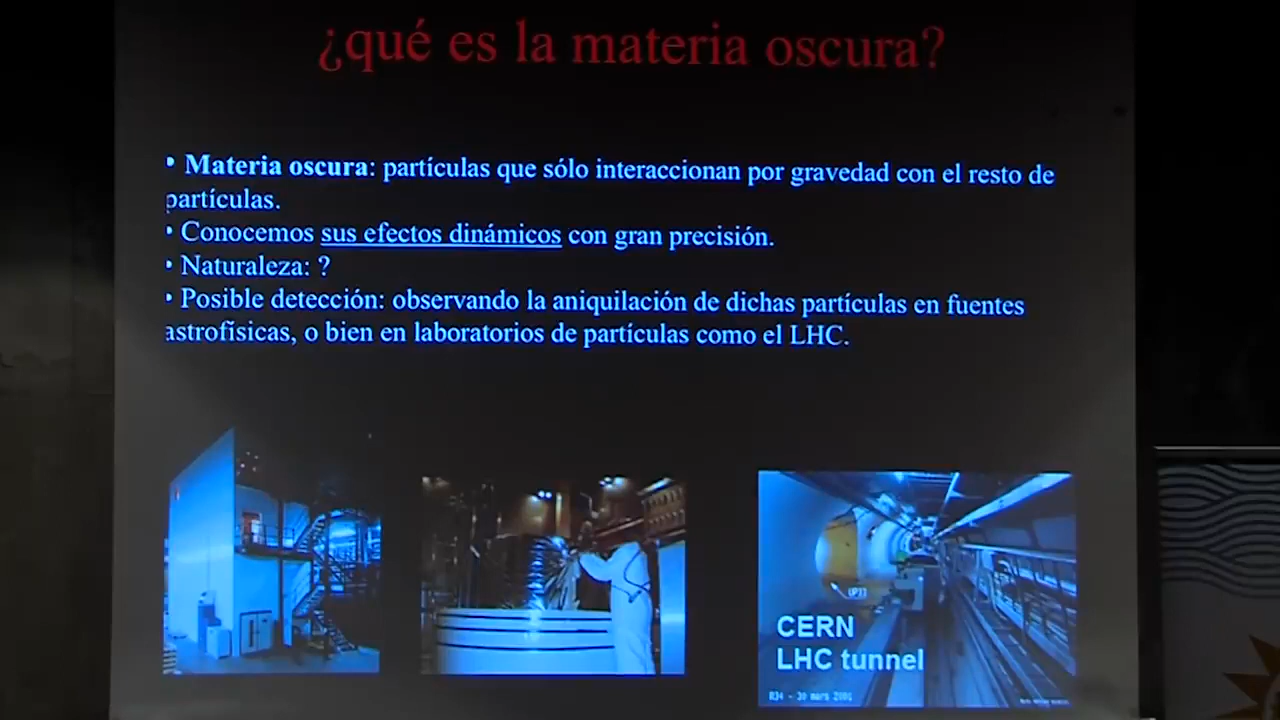 ¿qué es la materia oscura?
• Materia oscura: partículas que sólo interaccionan por gravedad con el resto de
partículas.
• Conocemos sus efectos dinámicos con gran precisión.
• Naturaleza: ?
• Posible detección: observando la aniquilación de dichas partículas en fuentes
astrofísicas, o bien en laboratorios de partículas como el LHC.
CERN
LHC tunnel